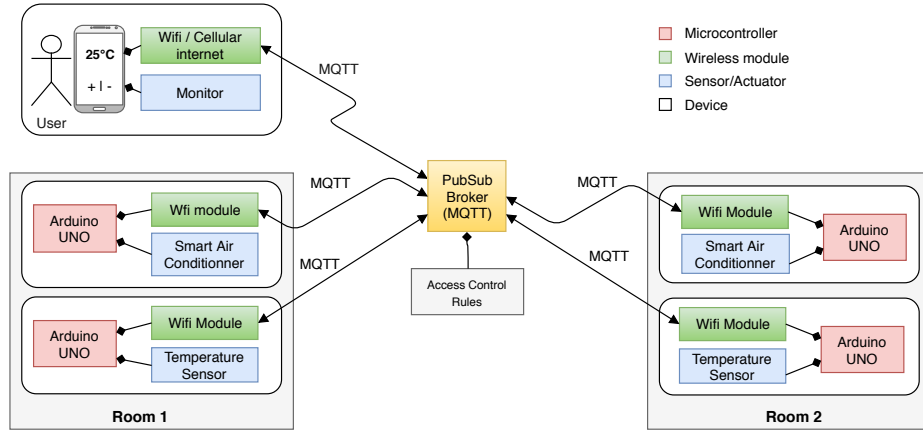 Wifi / Cellular
internet
25°C
+ | -
Monitor
User
MQTT
Microcontroller
Wireless module
Sensor/Actuator
Device
PubSub
Broker
(MQTT)
Access Control
Rules
MQTT
Arduino
UNO
Wfi module
Smart Air
Conditionner
MQTT
Arduino
UNO
Wifi Module
Temperature
Sensor
Room 1
MQTT
Wifi Module
Smart Air
Conditionner
Arduino
UNO
MQTT
Wifi Module
Temperature
Sensor
Arduino
UNO
Room 2